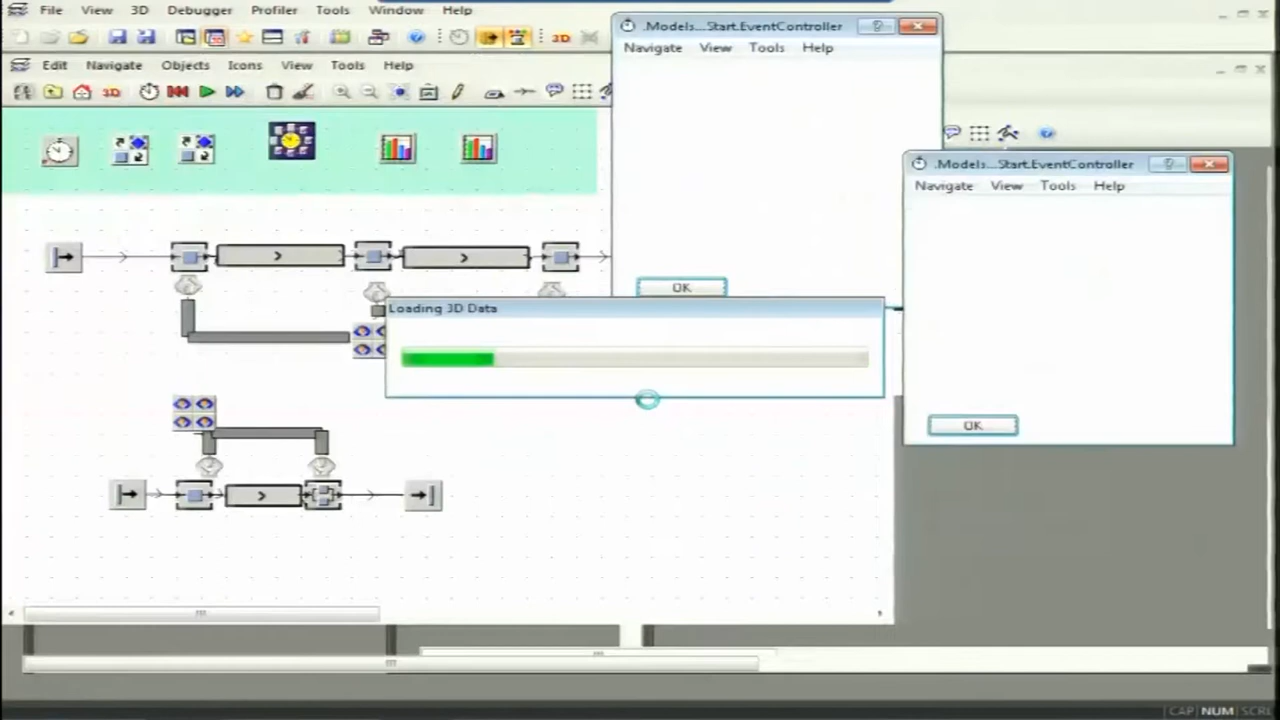 File View 3D Debugger Profiler Tools Window Help
3D
Edit Navigate Objects Icons View Tools Help
3D
.Models...Start.EventController
Navigate View Tools Help
OK
.Models...Start.EventController
Navigate View Tools Help
OK
Loading 3D Data
CAP NUM SCRL